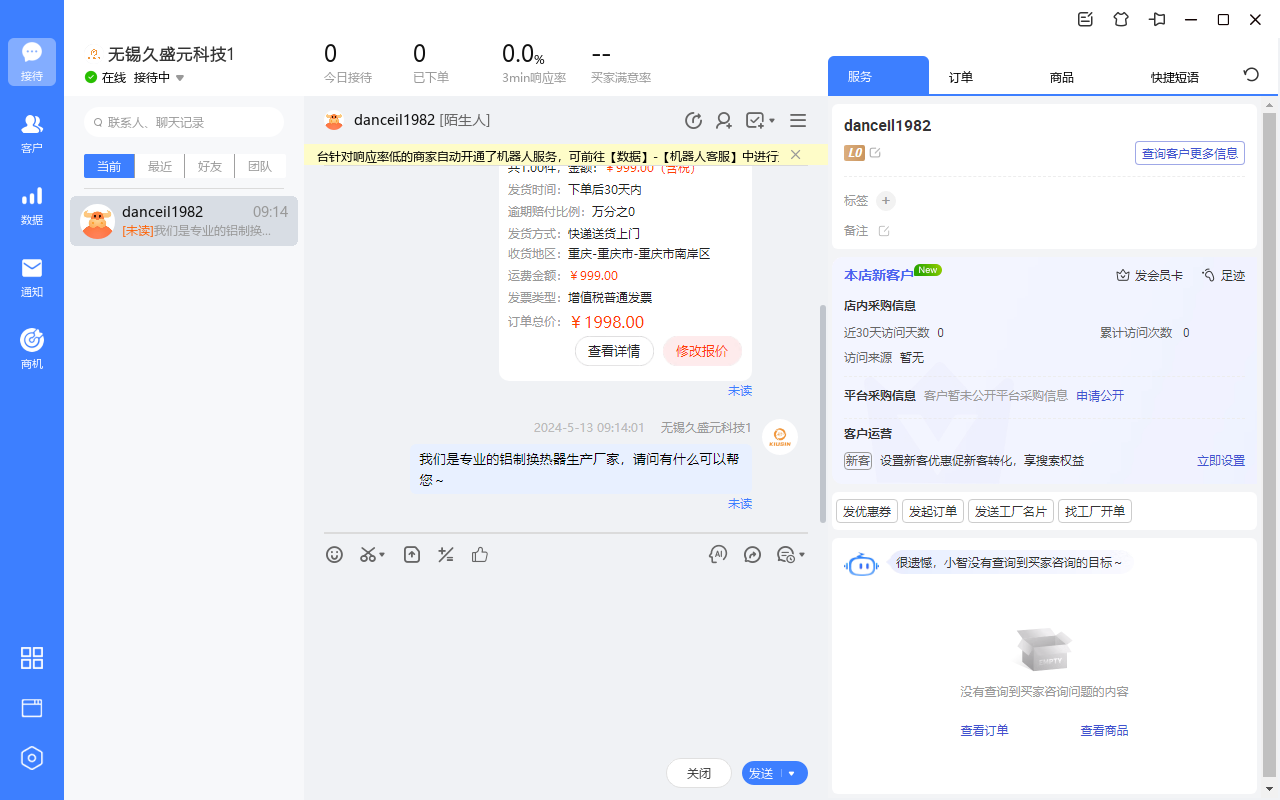 接待
客户
数据
通知
商机
无锡久盛元科技1
在线 接待中
0
今日接待
0
已下单
0.0%
3min响应率
--
买家满意率
联系人、聊天记录
当前
最近
好友
团队
danceil1982
09:14
[未读]我们是专业的铝制换...
danceil1982 [陌生人]
台针对响应率低的商家自动开通了机器人服务，可前往【数据】-【机器人客服】中进行
共1.00件，金额：￥999.00（含税）
发货时间：下单后30天内
逾期赔付比例：万分之0
发货方式：快递送货上门
收货地区：重庆-重庆市-重庆市南岸区
运费金额：￥999.00
发票类型：增值税普通发票
订单总价：￥1998.00
查看详情
修改报价
未读
2024-5-13 09:14:01 无锡久盛元科技1
XIUSIN
我们是专业的铝制换热器生产厂家，请问有什么可以帮
您～
未读
AI
关闭
发送
服务
订单
商品
快捷短语
danceil1982
L0
查询客户更多信息
标签
备注
本店新客户 New
发会员卡
足迹
店内采购信息
近30天访问天数 0
累计访问次数 0
访问来源 暂无
平台采购信息 客户暂未公开平台采购信息 申请公开
客户运营
新客 设置新客优惠促新客转化，享搜索权益 立即设置
发优惠券
发起订单
发送工厂名片
找工厂开单
很遗憾，小智没有查询到买家咨询的目标～
EMPTY
没有查询到买家咨询问题的内容
查看订单
查看商品